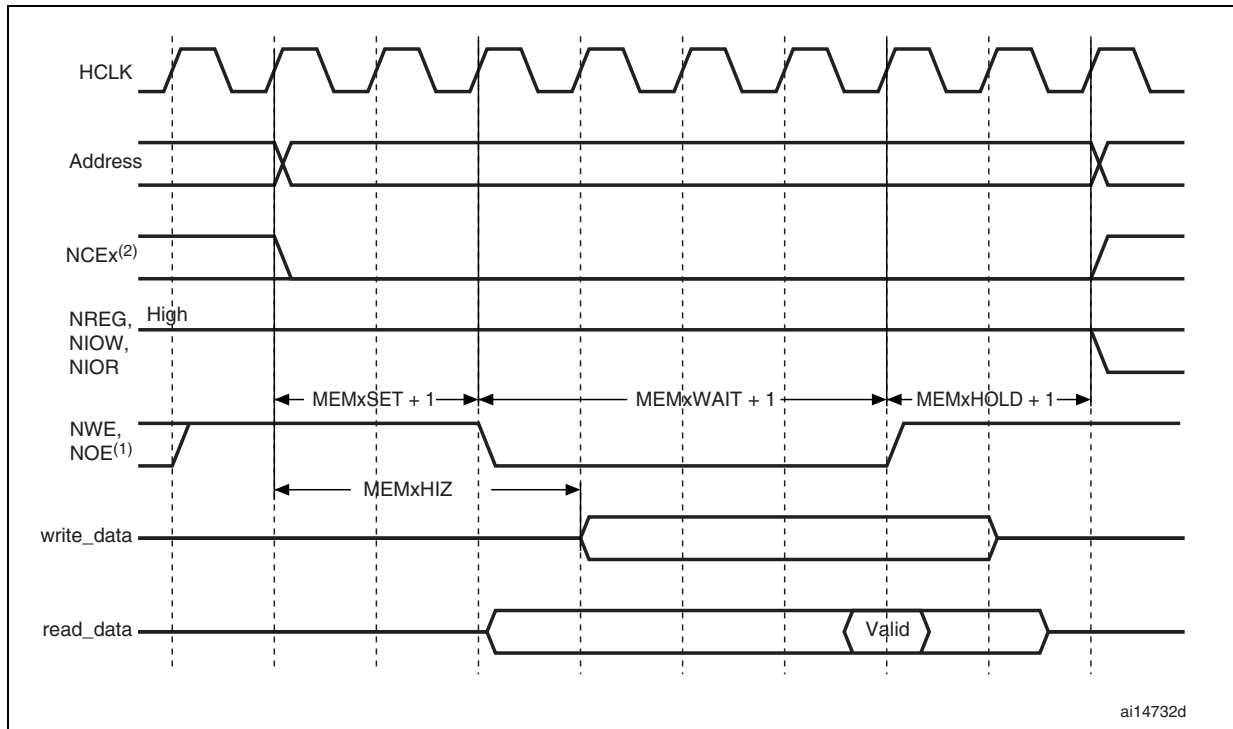 HCLK
Address
NCEx(2)
High
NREG,
NIOW,
NIOR
MEMxSET + 1
MEMxWAIT + 1
MEMxHOLD + 1
NWE,
NOE(1)
MEMxHIZ
write_data
read_data
Valid
ai14732d